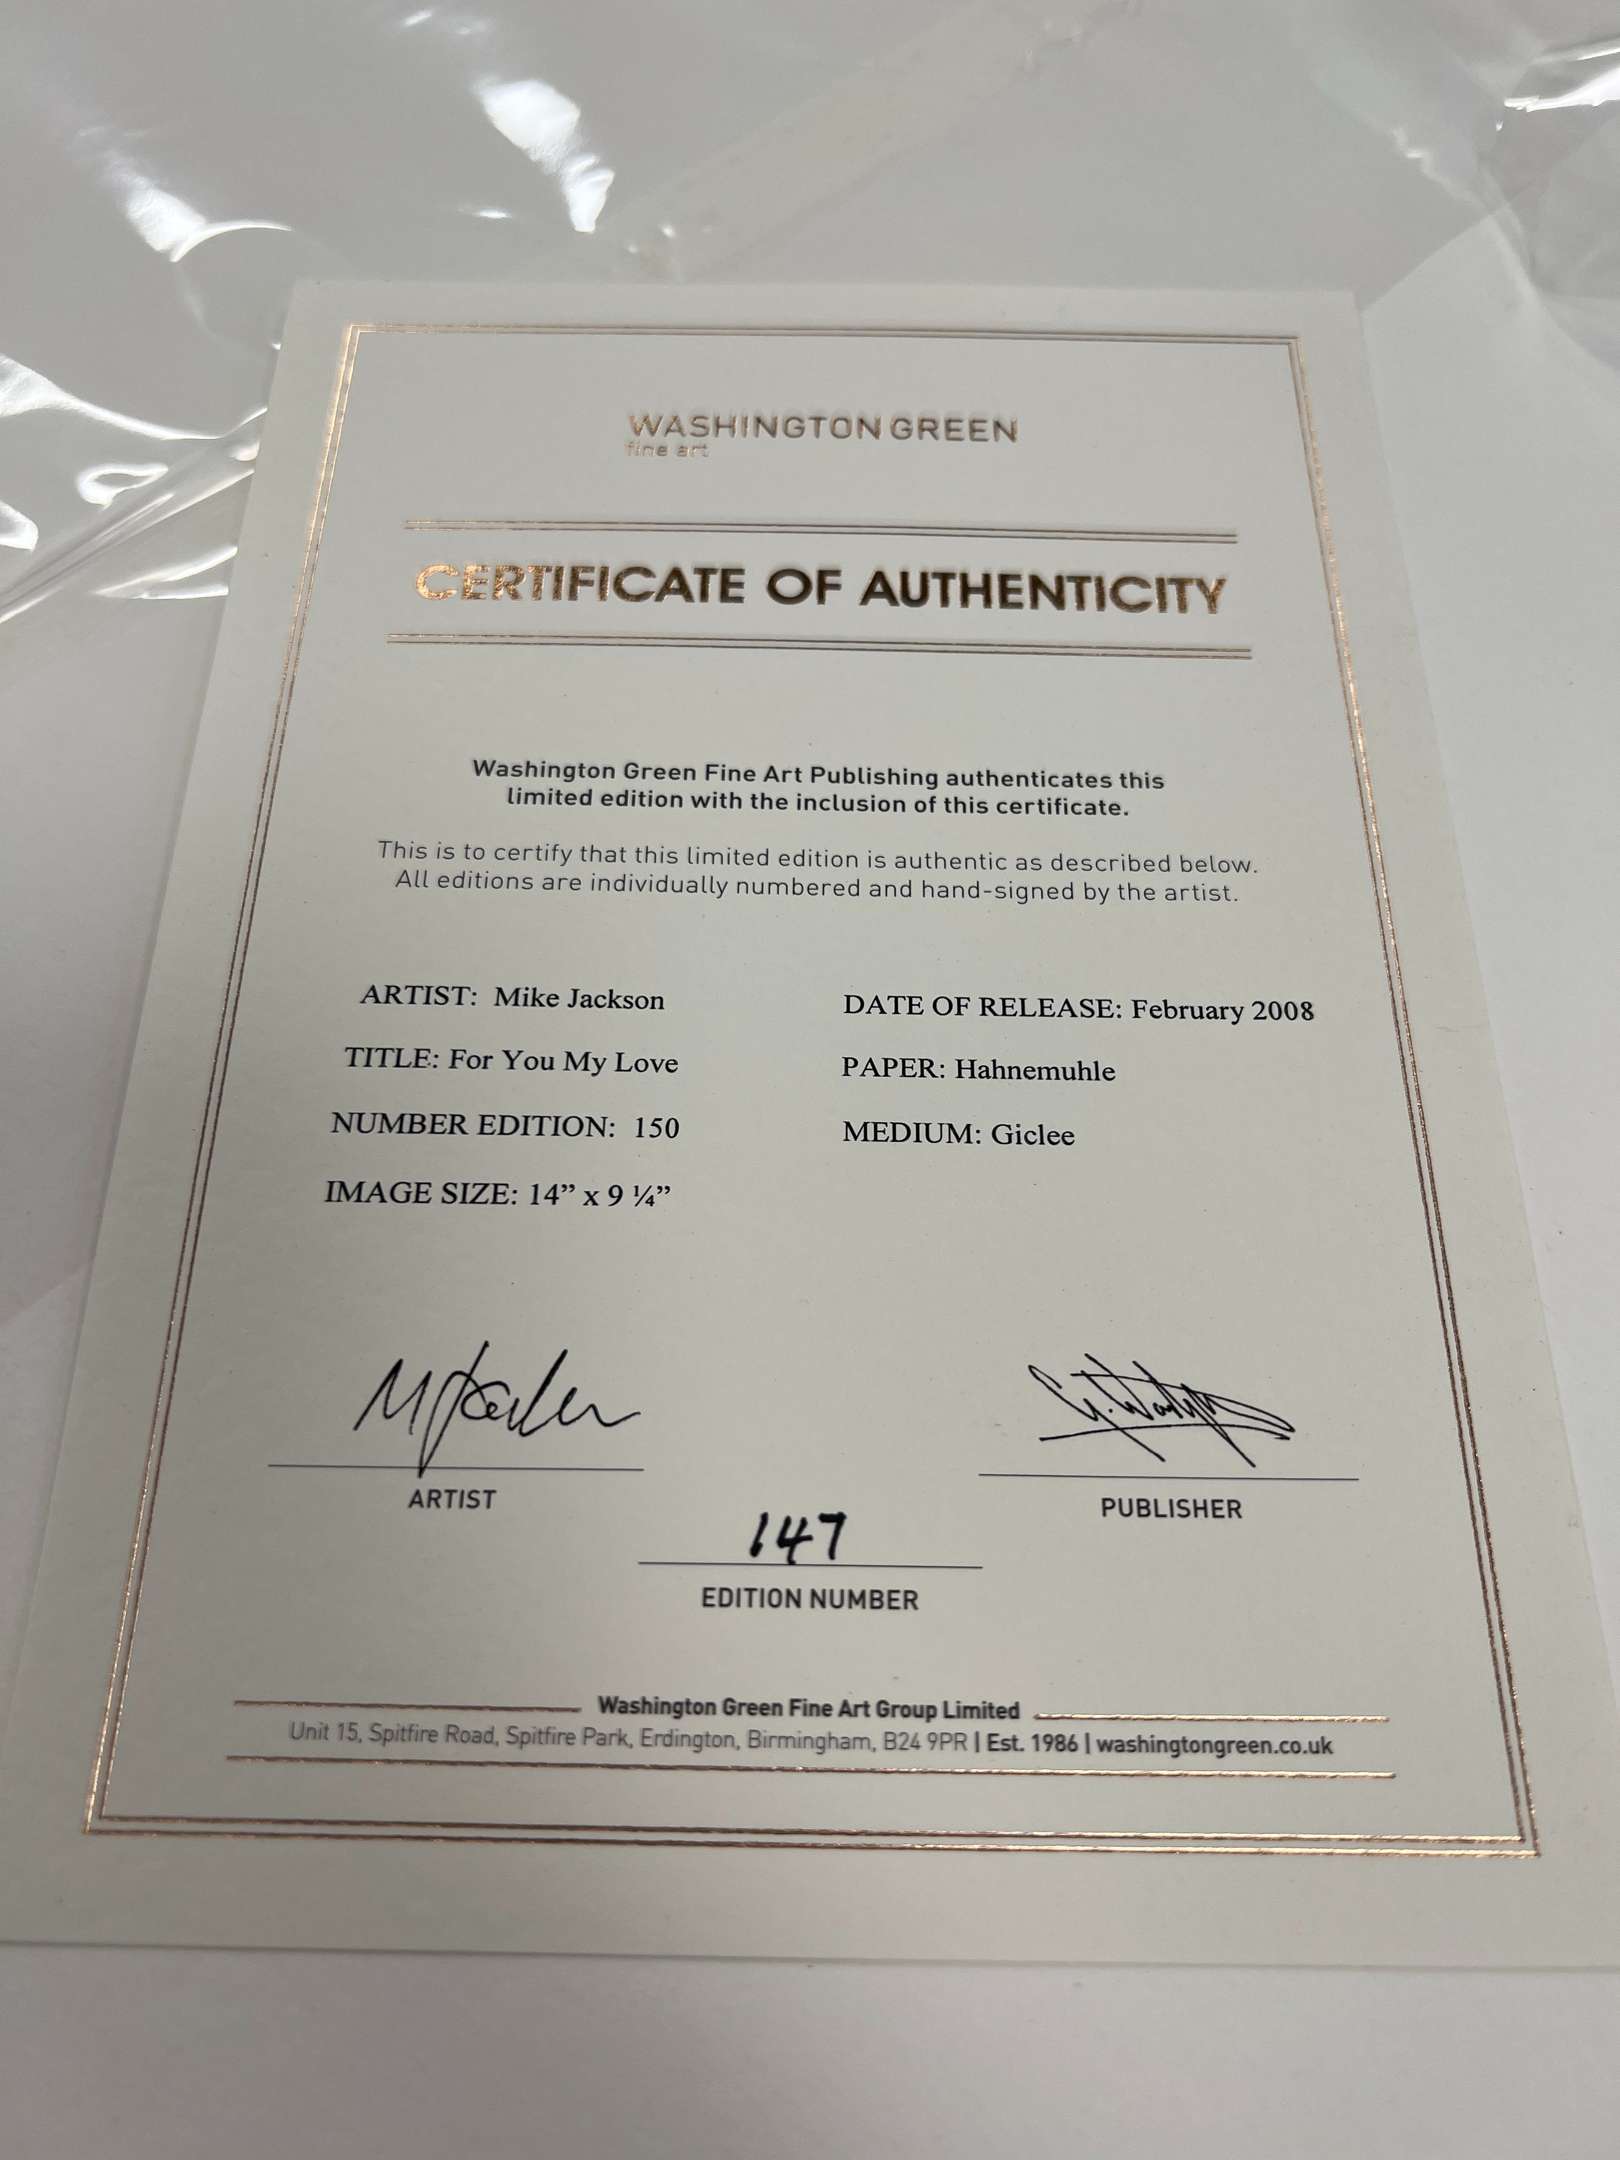 WASHINGTON GREEN
fine art
CERTIFICATE OF AUTHENTICITY
Washington Green Fine Art Publishing authenticates this
limited edition with the inclusion of this certificate.
This is to certify that this limited edition is authentic as described below.
All editions are individually numbered and hand-signed by the artist.
ARTIST: Mike Jackson
DATE OF RELEASE: February 2008
TITLE: For You My Love
PAPER: Hahnemuhle
NUMBER EDITION: 150
MEDIUM: Giclee
IMAGE SIZE: 14” x 9 ¼”
ARTIST
PUBLISHER
147
EDITION NUMBER
Washington Green Fine Art Group Limited
Unit 15, Spitfire Road, Spitfire Park, Erdington, Birmingham, B24 9PR | Est. 1986 | washingtongreen.co.uk